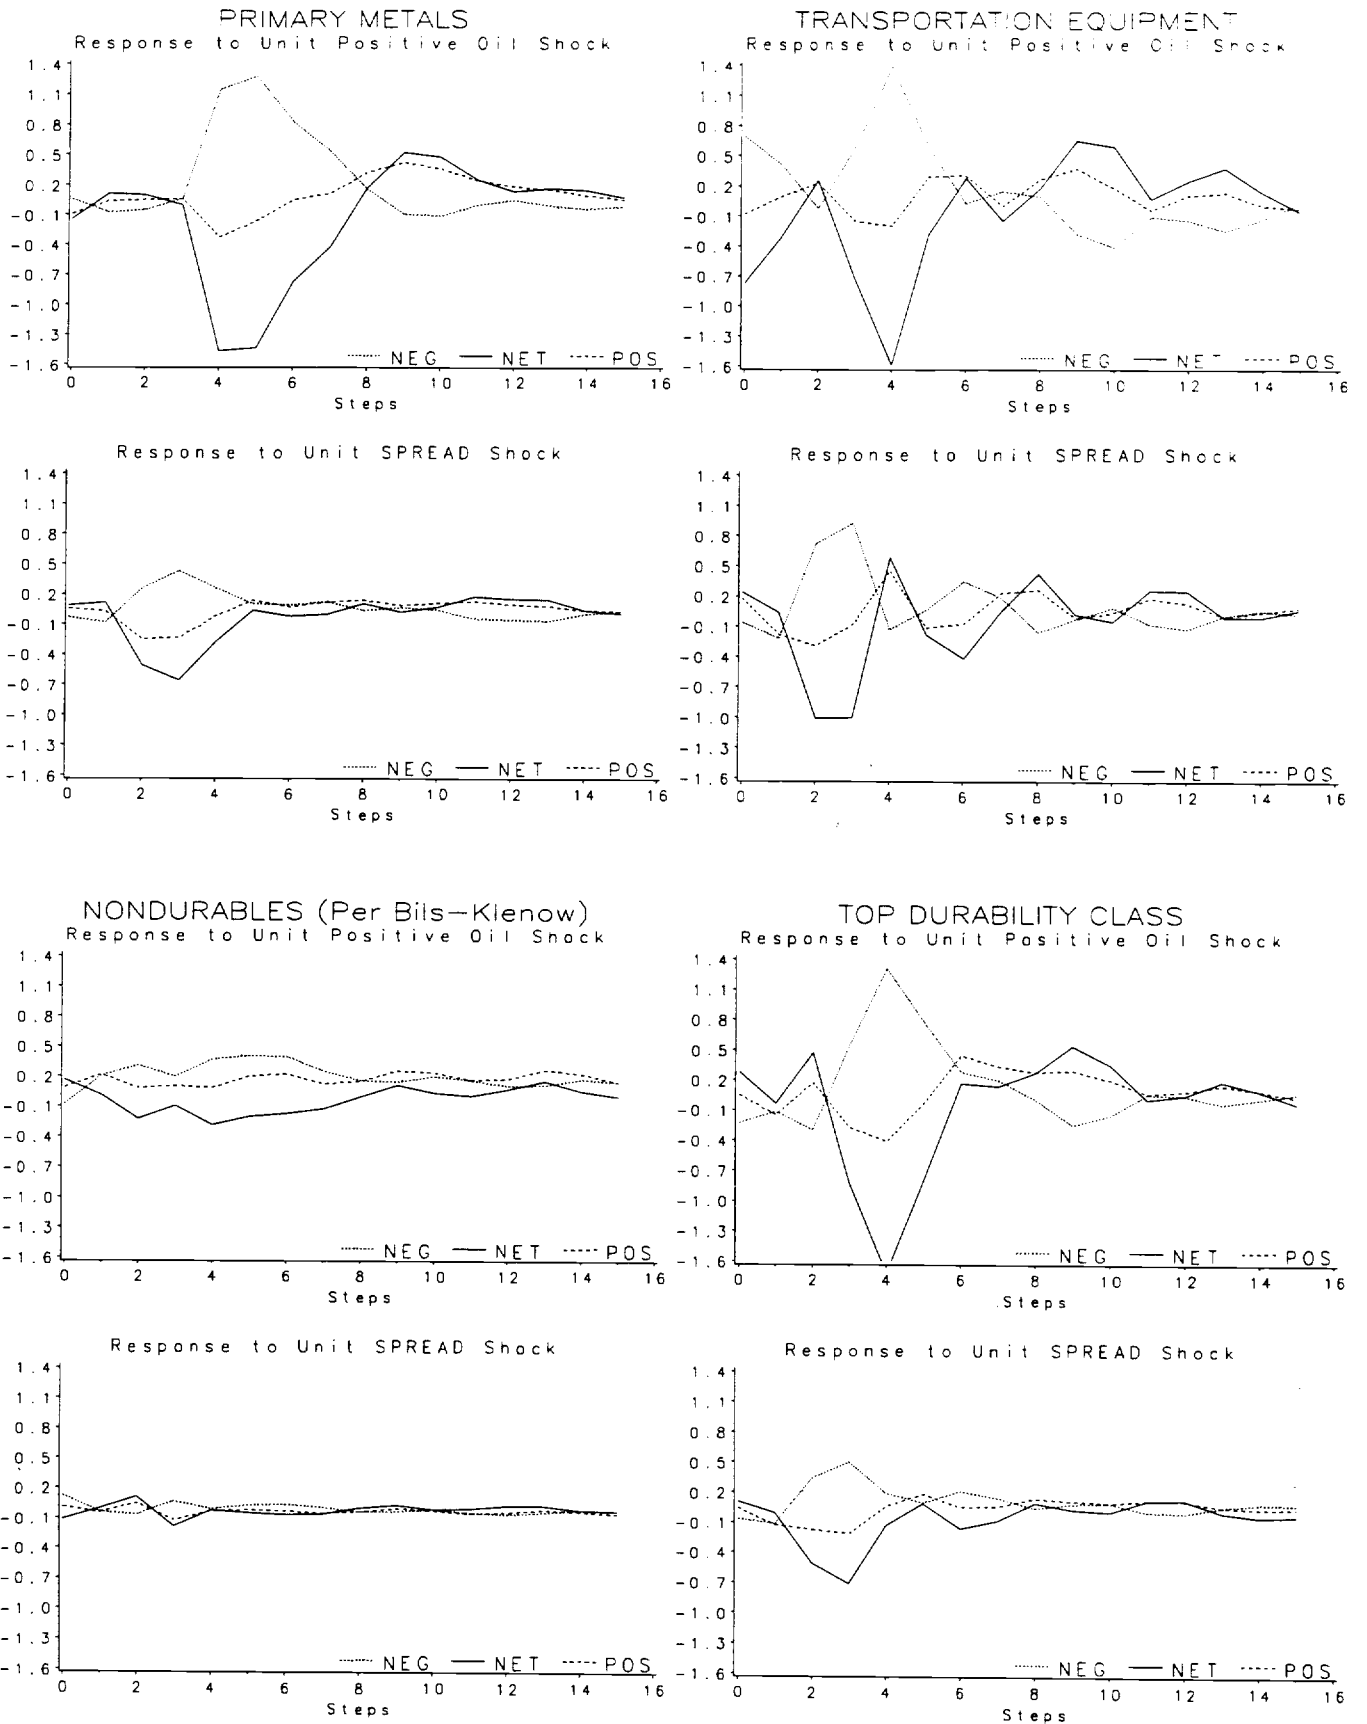 PRIMARY METALS
Response to Unit Positive Oil Shock
1.4
1.1
0.8
0.5
0.2
-0.1
-0.4
-0.7
-1.0
-1.3
-1.6
NEG NET POS
0 2 4 6 8 10 12 14 16
Steps
TRANSPORTATION EQUIPMENT
Response to Unit Positive Oil Shock
1.4
1.1
0.8
0.5
0.2
-0.1
-0.4
-0.7
-1.0
-1.3
-1.6
NEG NET POS
0 2 4 6 8 10 12 14 16
Steps
Response to Unit SPREAD Shock
1.4
1.1
0.8
0.5
0.2
-0.1
-0.4
-0.7
-1.0
-1.3
-1.6
NEG NET POS
0 2 4 6 8 10 12 14 16
Steps
Response to Unit SPREAD Shock
1.4
1.1
0.8
0.5
0.2
-0.1
-0.4
-0.7
-1.0
-1.3
-1.6
NEG NET POS
0 2 4 6 8 10 12 14 16
Steps
NONDURABLES (Per Bils-Klenow)
Response to Unit Positive Oil Shock
1.4
1.1
0.8
0.5
0.2
-0.1
-0.4
-0.7
-1.0
-1.3
-1.6
NEG NET POS
0 2 4 6 8 10 12 14 16
Steps
TOP DURABILITY CLASS
Response to Unit Positive Oil Shock
1.4
1.1
0.8
0.5
0.2
-0.1
-0.4
-0.7
-1.0
-1.3
-1.6
NEG NET POS
0 2 4 6 8 10 12 14 16
Steps
Response to Unit SPREAD Shock
1.4
1.1
0.8
0.5
0.2
-0.1
-0.4
-0.7
-1.0
-1.3
-1.6
NEG NET POS
0 2 4 6 8 10 12 14 16
Steps
Response to Unit SPREAD Shock
1.4
1.1
0.8
0.5
0.2
-0.1
-0.4
-0.7
-1.0
-1.3
-1.6
NEG NET POS
0 2 4 6 8 10 12 14 16
Steps